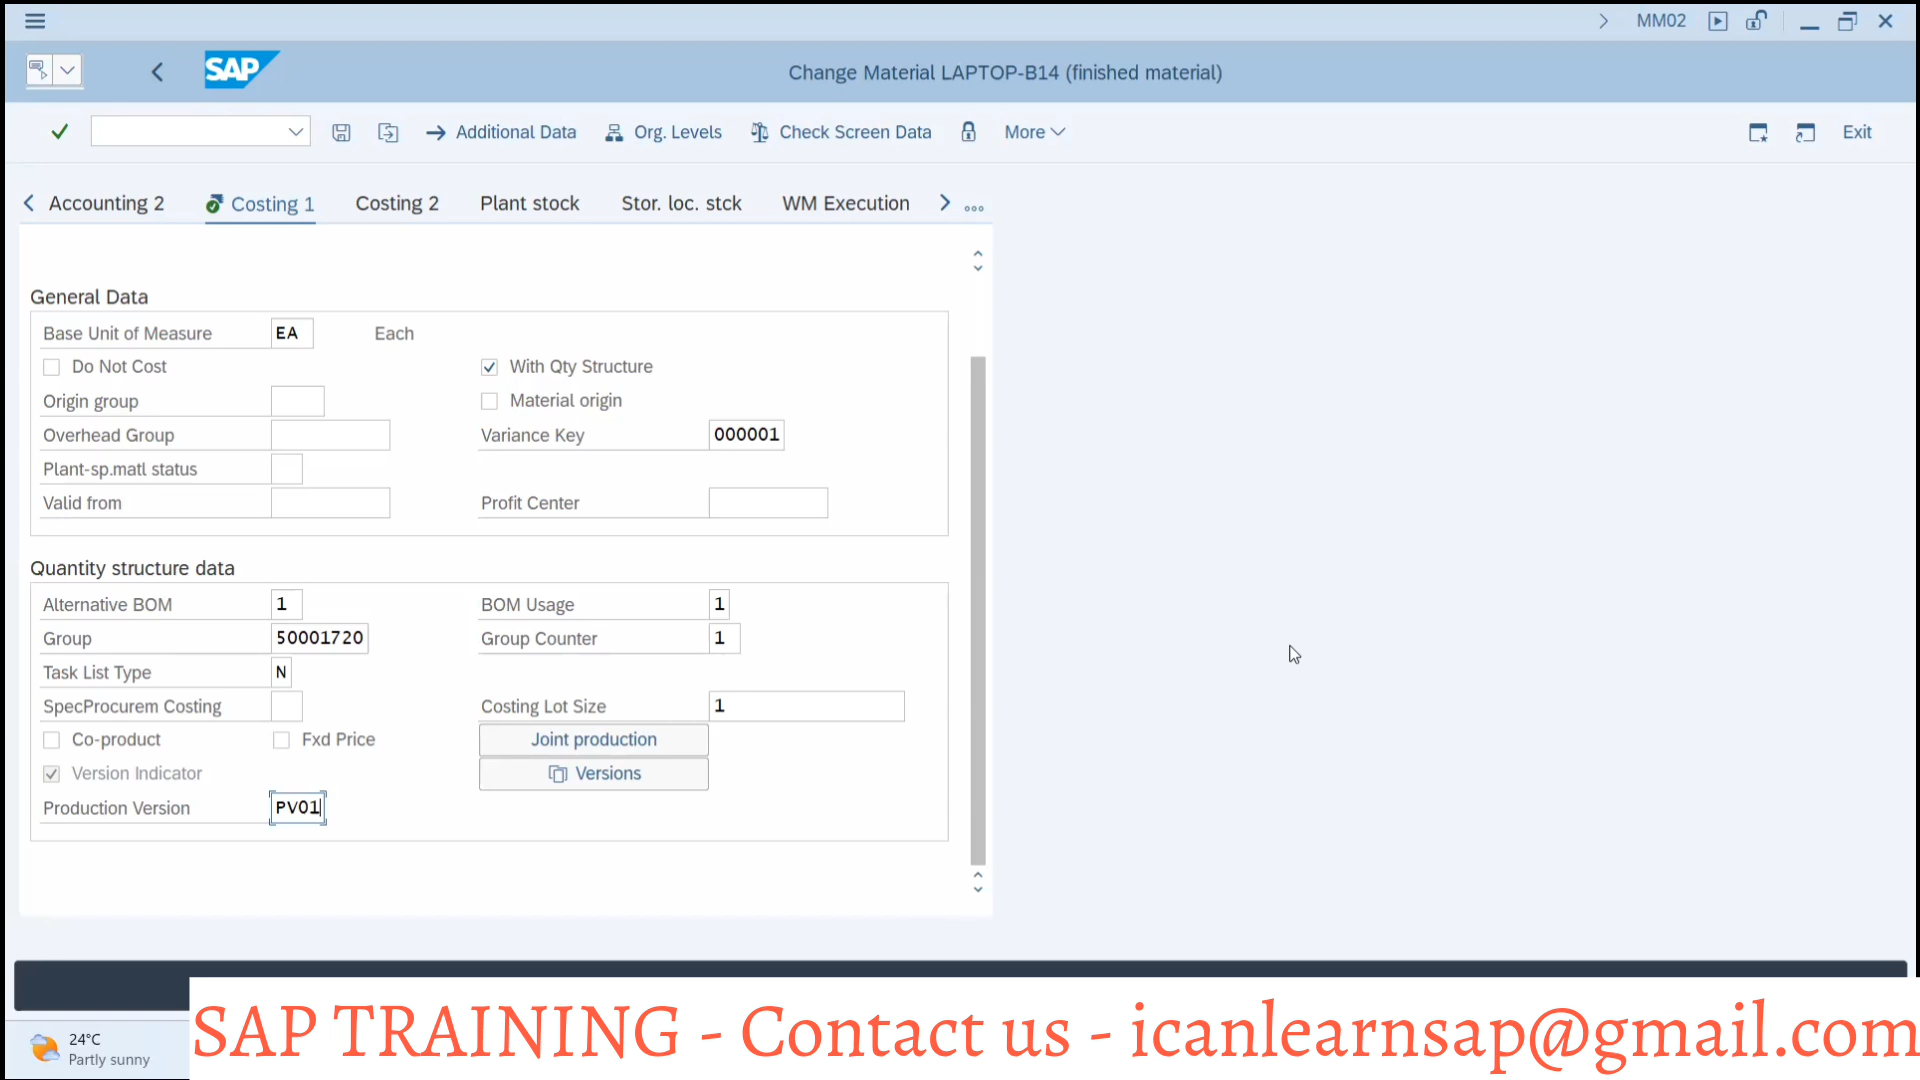 MM02
SAP
Change Material LAPTOP-B14 (finished material)
Additional Data Org. Levels Check Screen Data More Exit
Accounting 2 Costing 1 Costing 2 Plant stock Stor. loc. stck WM Execution
General Data
Base Unit of Measure EA Each
Do Not Cost With Qty Structure
Origin group Material origin
Overhead Group Variance Key 000001
Plant-sp.matl status
Valid from Profit Center
Quantity structure data
Alternative BOM 1 BOM Usage 1
Group 50001720 Group Counter 1
Task List Type N
SpecProcurem Costing Costing Lot Size 1
Co-product Fxd Price Joint production
Version Indicator Versions
Production Version PV01
SAP TRAINING - Contact us - icanlearnsap@gmail.com
24°C
Partly sunny